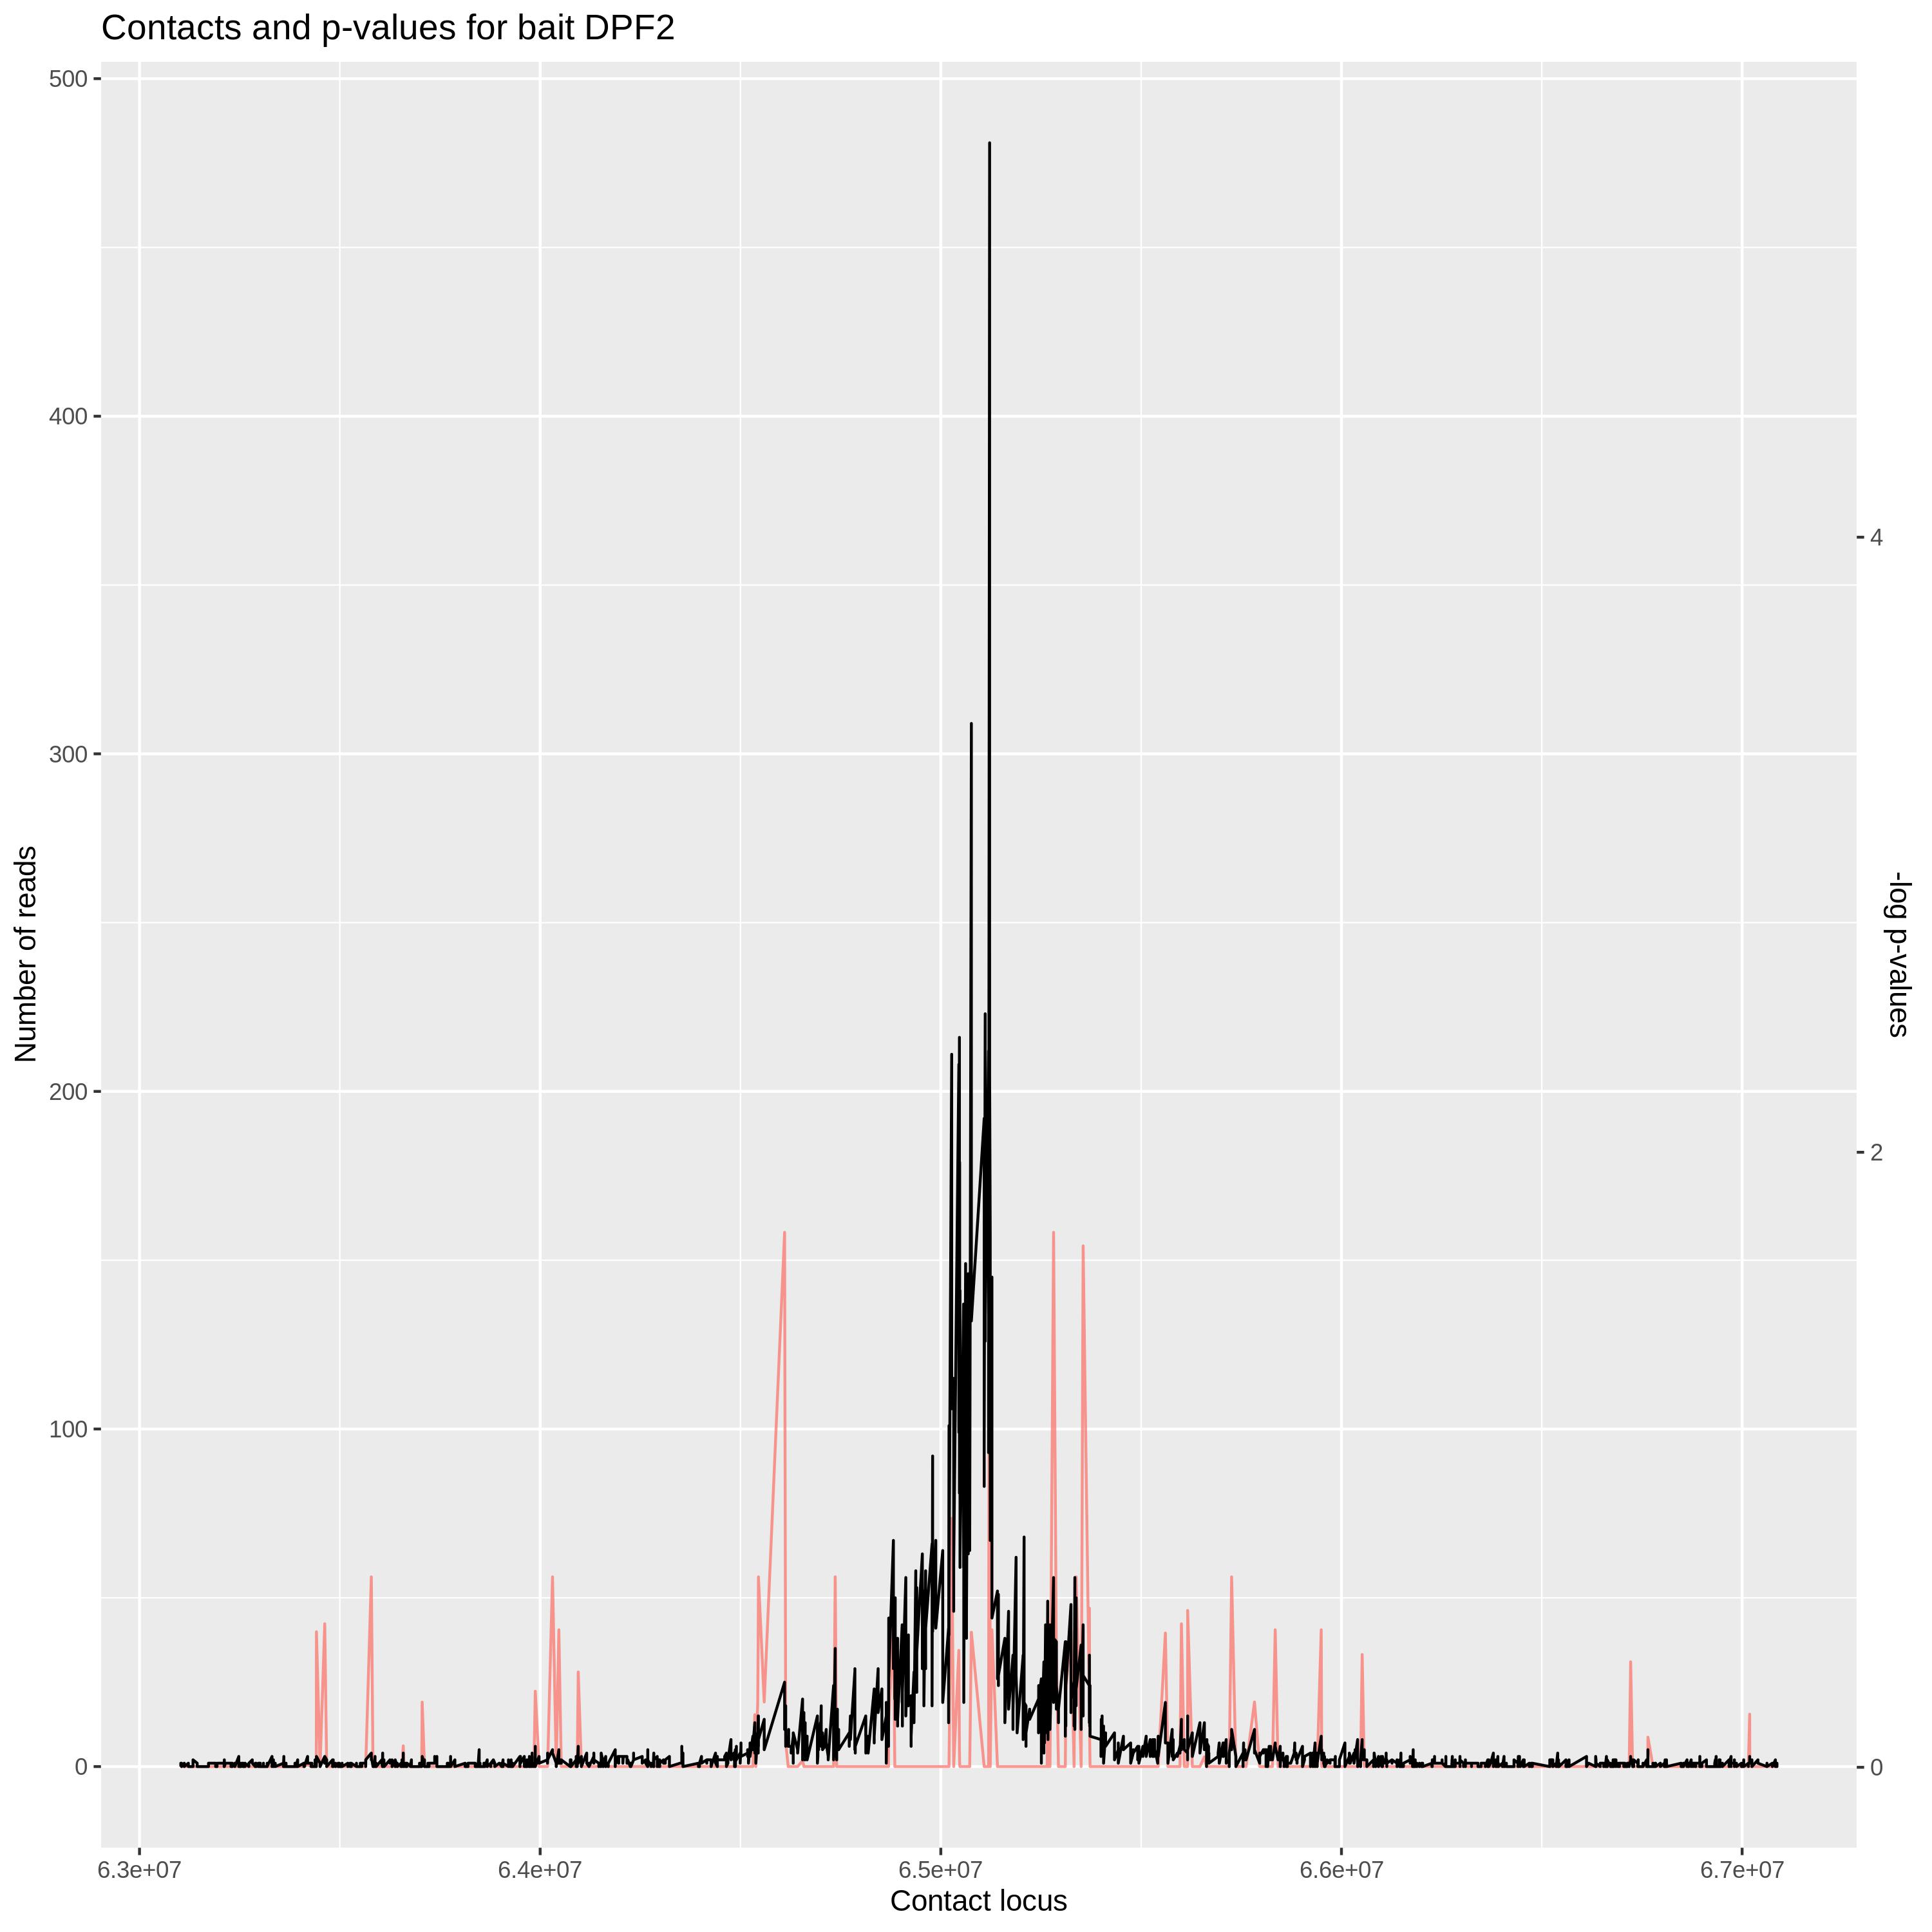 Contacts and p-values for bait DPF2
500
400
300
200
100
0
Number of reads
4
2
0
-log p-values
6.3e+07
6.4e+07
6.5e+07
6.6e+07
6.7e+07
Contact locus